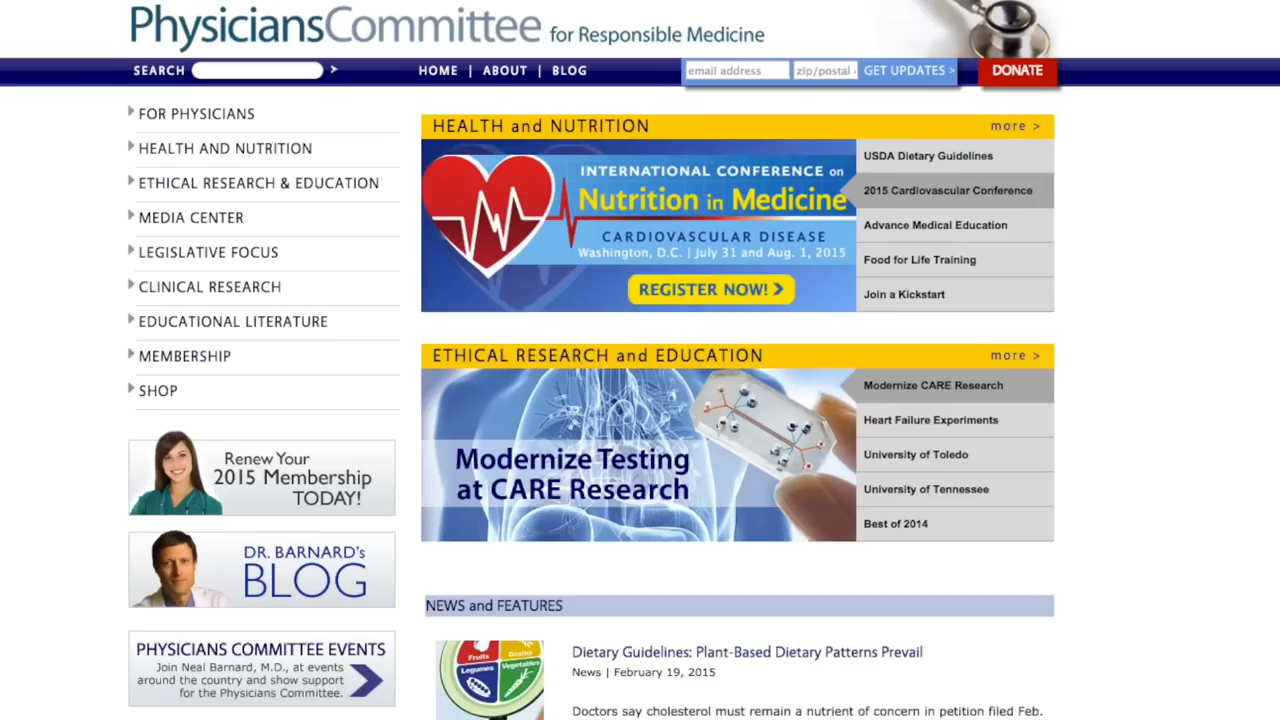 PhysiciansCommittee for Responsible Medicine
SEARCH
HOME | ABOUT | BLOG
email address
zip/postal
GET UPDATES >
DONATE
FOR PHYSICIANS
HEALTH AND NUTRITION
ETHICAL RESEARCH & EDUCATION
MEDIA CENTER
LEGISLATIVE FOCUS
CLINICAL RESEARCH
EDUCATIONAL LITERATURE
MEMBERSHIP
SHOP
Renew Your
2015 Membership
TODAY!
DR. BARNARD's
BLOG
PHYSICIANS COMMITTEE EVENTS
Join Neal Barnard, M.D., at events
around the country and show support
for the Physicians Committee.
HEALTH and NUTRITION
more >
INTERNATIONAL CONFERENCE on
Nutrition in Medicine
CARDIOVASCULAR DISEASE
Washington, D.C. | July 31 and Aug. 1, 2015
REGISTER NOW! >
USDA Dietary Guidelines
2015 Cardiovascular Conference
Advance Medical Education
Food for Life Training
Join a Kickstart
ETHICAL RESEARCH and EDUCATION
more >
Modernize Testing
at CARE Research
Modernize CARE Research
Heart Failure Experiments
University of Toledo
University of Tennessee
Best of 2014
NEWS and FEATURES
Fruits
Grains
Legumes
Vegetables
Dietary Guidelines: Plant-Based Dietary Patterns Prevail
News | February 19, 2015
Doctors say cholesterol must remain a nutrient of concern in petition filed Feb.